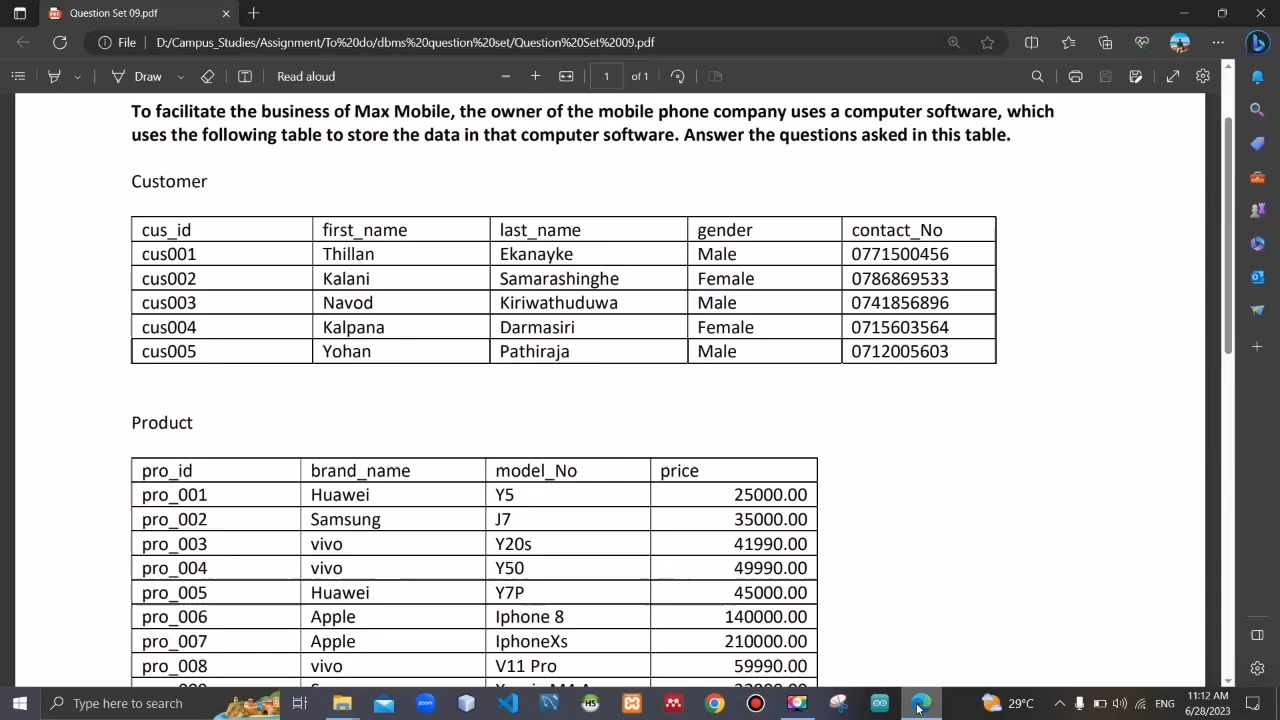 Question Set 09.pdf
File D:/Campus_Studies/Assignment/To%20do/dbms%20question%20set/Question%20Set%2009.pdf
Draw Read aloud 1 of 1
To facilitate the business of Max Mobile, the owner of the mobile phone company uses a computer software, which
uses the following table to store the data in that computer software. Answer the questions asked in this table.
Customer
cus_id first_name last_name gender contact_No
cus001 Thillan Ekanayke Male 0771500456
cus002 Kalani Samarashinghe Female 0786869533
cus003 Navod Kiriwathuduwa Male 0741856896
cus004 Kalpana Darmasiri Female 0715603564
cus005 Yohan Pathiraja Male 0712005603
Product
pro_id brand_name model_No price
pro_001 Huawei Y5 25000.00
pro_002 Samsung J7 35000.00
pro_003 vivo Y20s 41990.00
pro_004 vivo Y50 49990.00
pro_005 Huawei Y7P 45000.00
pro_006 Apple Iphone 8 140000.00
pro_007 Apple IphoneXs 210000.00
pro_008 vivo V11 Pro 59990.00
Type here to search zoom HS 29°C ENG 11:12 AM
6/28/2023